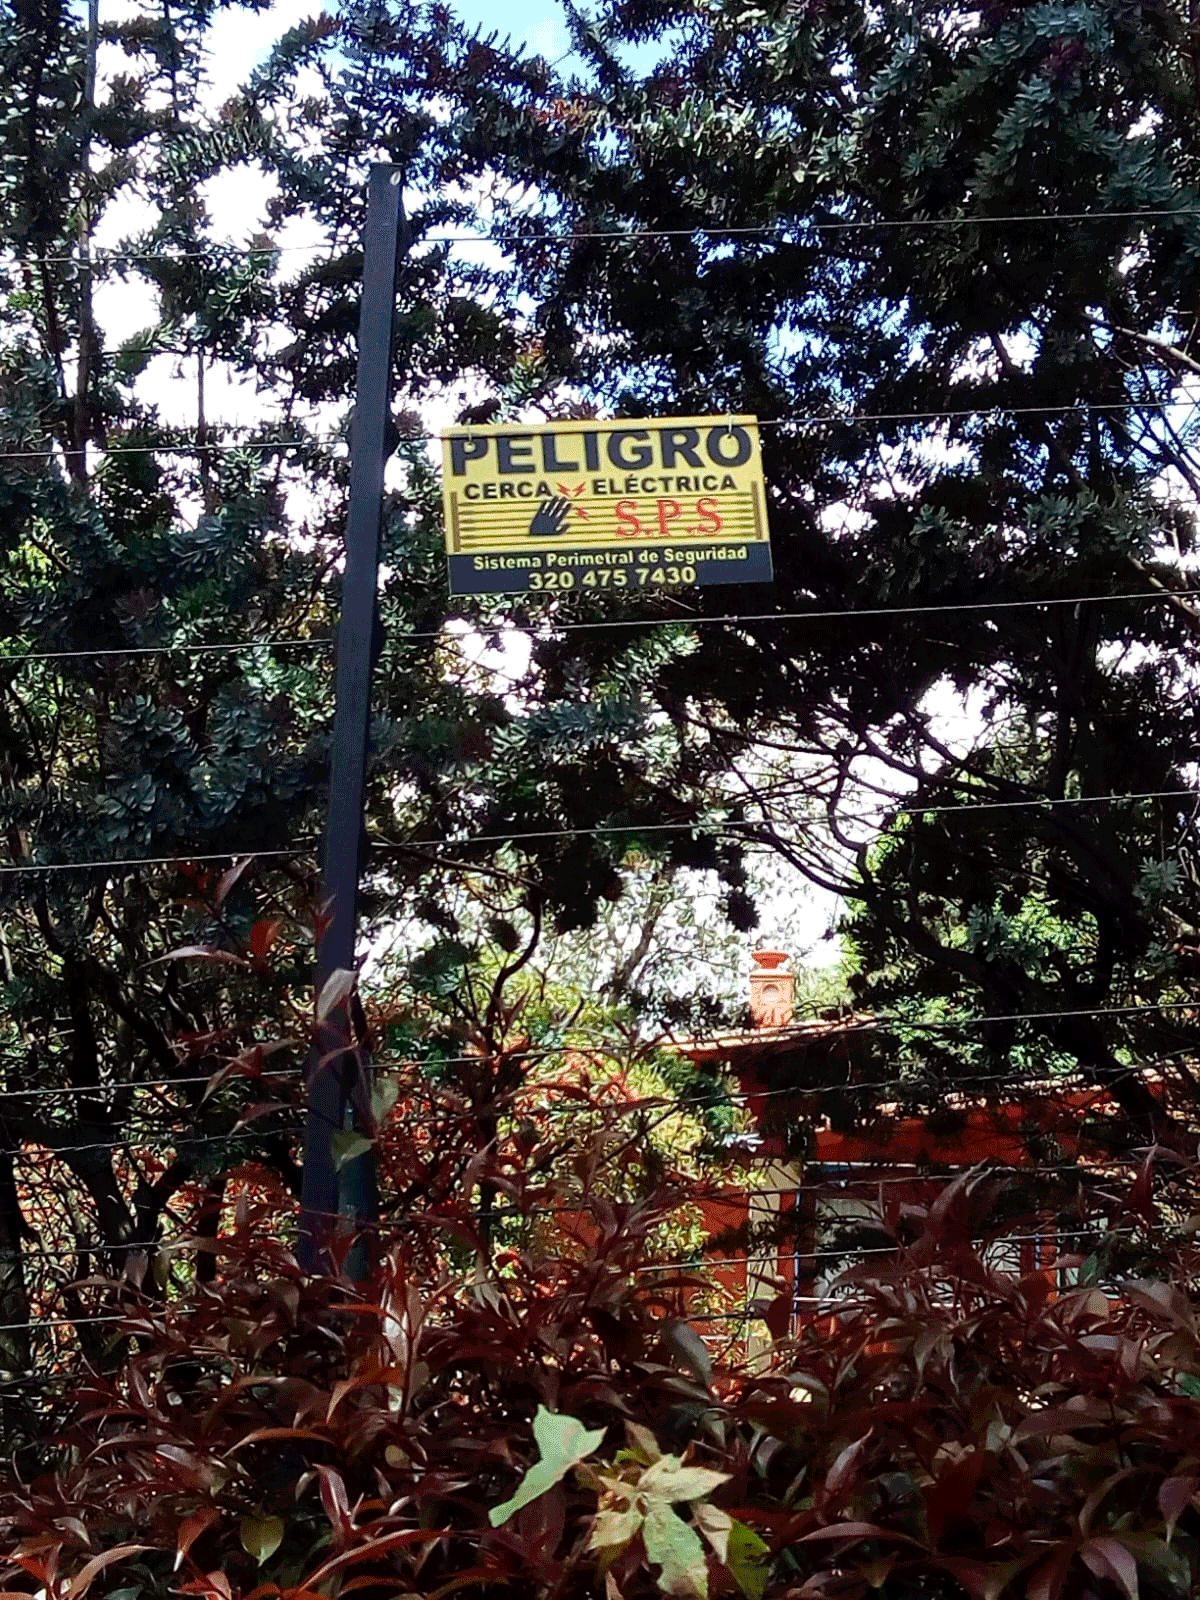 PELIGRO
CERCA ELÉCTRICA
S.P.S
Sistema Perimetral de Seguridad
320 475 7430